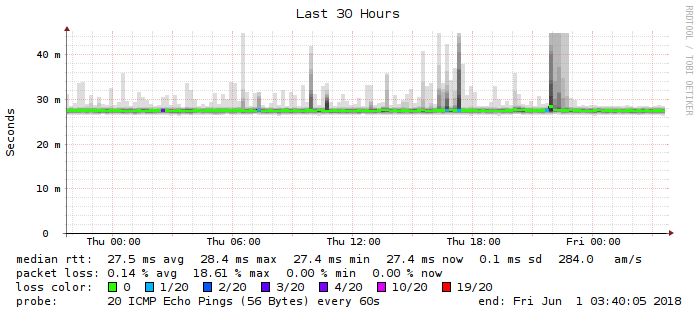 Last 30 Hours
RRDTOOL / TOBI OETIKER
Seconds
40 m
30 m
20 m
10 m
0
Thu 00:00 Thu 06:00 Thu 12:00 Thu 18:00 Fri 00:00
median rtt: 27.5 ms avg 28.4 ms max 27.4 ms min 27.4 ms now 0.1 ms sd 284.0 am/s
packet loss: 0.14 % avg 18.61 % max 0.00 % min 0.00 % now
loss color: 0 1/20 2/20 3/20 4/20 10/20 19/20
probe: 20 ICMP Echo Pings (56 Bytes) every 60s end: Fri Jun 1 03:40:05 2018